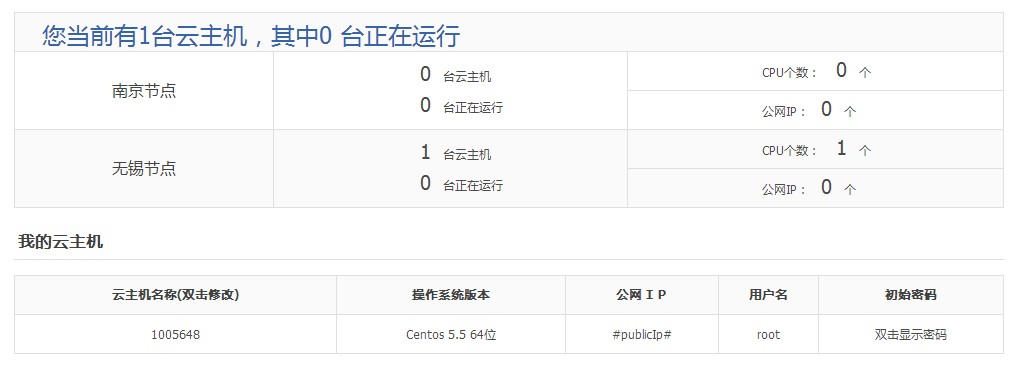 您当前有1台云主机，其中0 台正在运行
南京节点
0 台云主机
0 台正在运行
CPU个数： 0 个
公网IP： 0 个
无锡节点
1 台云主机
0 台正在运行
CPU个数： 1 个
公网IP： 0 个
我的云主机
云主机名称(双击修改) 操作系统版本 公网 I P 用户名 初始密码
1005648 Centos 5.5 64位 #publicIp# root 双击显示密码